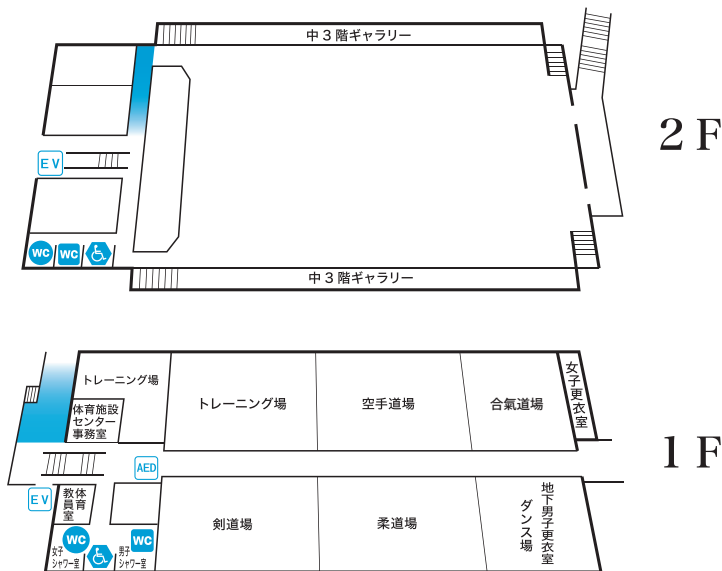 中3階ギャラリー
2F
EV
WC
WC
中3階ギャラリー
トレーニング場
トレーニング場
空手道場
合氣道場
女子更衣室
体育施設
センター
事務室
1F
AED
EV
体育
教員室
剣道場
柔道場
ダンス場
地下男子更衣室
WC
WC
女子
シャワー室
男子
シャワー室